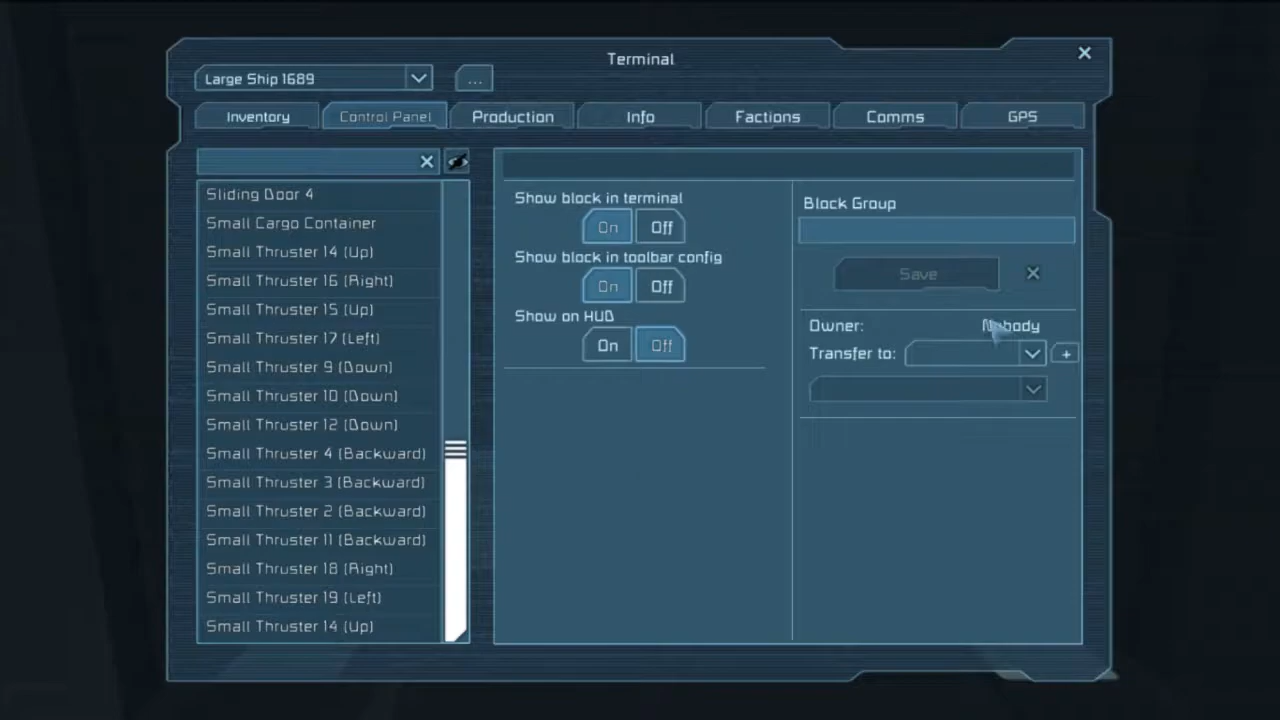 Terminal
Large Ship 1689
...
Inventory
Control Panel
Production
Info
Factions
Comms
GPS
Sliding Door 4
Small Cargo Container
Small Thruster 14 (Up)
Small Thruster 16 (Right)
Small Thruster 15 (Up)
Small Thruster 17 (Left)
Small Thruster 9 (Down)
Small Thruster 10 (Down)
Small Thruster 12 (Down)
Small Thruster 4 (Backward)
Small Thruster 3 (Backward)
Small Thruster 2 (Backward)
Small Thruster 11 (Backward)
Small Thruster 18 (Right)
Small Thruster 19 (Left)
Small Thruster 14 (Up)
Show block in terminal
On Off
Show block in toolbar config
On Off
Show on HUD
On Off
Block Group
Save
Owner: Nobody
Transfer to:
+